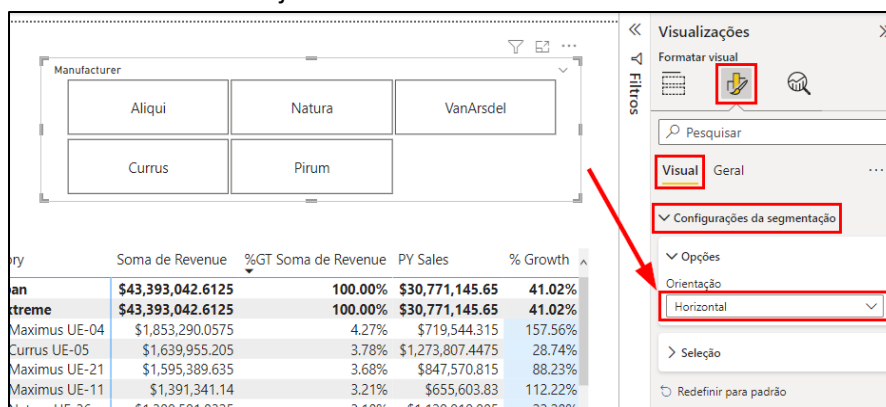 Visualizações
Formatar visual
Filtros
Pesquisar
Visual Geral
Configurações da segmentação
Opções
Orientação
Horizontal
Seleção
Redefinir para padrão
Manufacturer
Aliqui Natura VanArsdel
Currus Pirum
ory Soma de Revenue %GT Soma de Revenue PY Sales % Growth
an $43,393,042.6125 100.00% $30,771,145.65 41.02%
treme $43,393,042.6125 100.00% $30,771,145.65 41.02%
Maximus UE-04 $1,853,290.0575 4.27% $719,544.315 157.56%
Currus UE-05 $1,639,955.205 3.78% $1,273,807.4475 28.74%
Maximus UE-21 $1,595,389.635 3.68% $847,570.815 88.23%
Maximus UE-11 $1,391,341.14 3.21% $655,603.83 112.22%